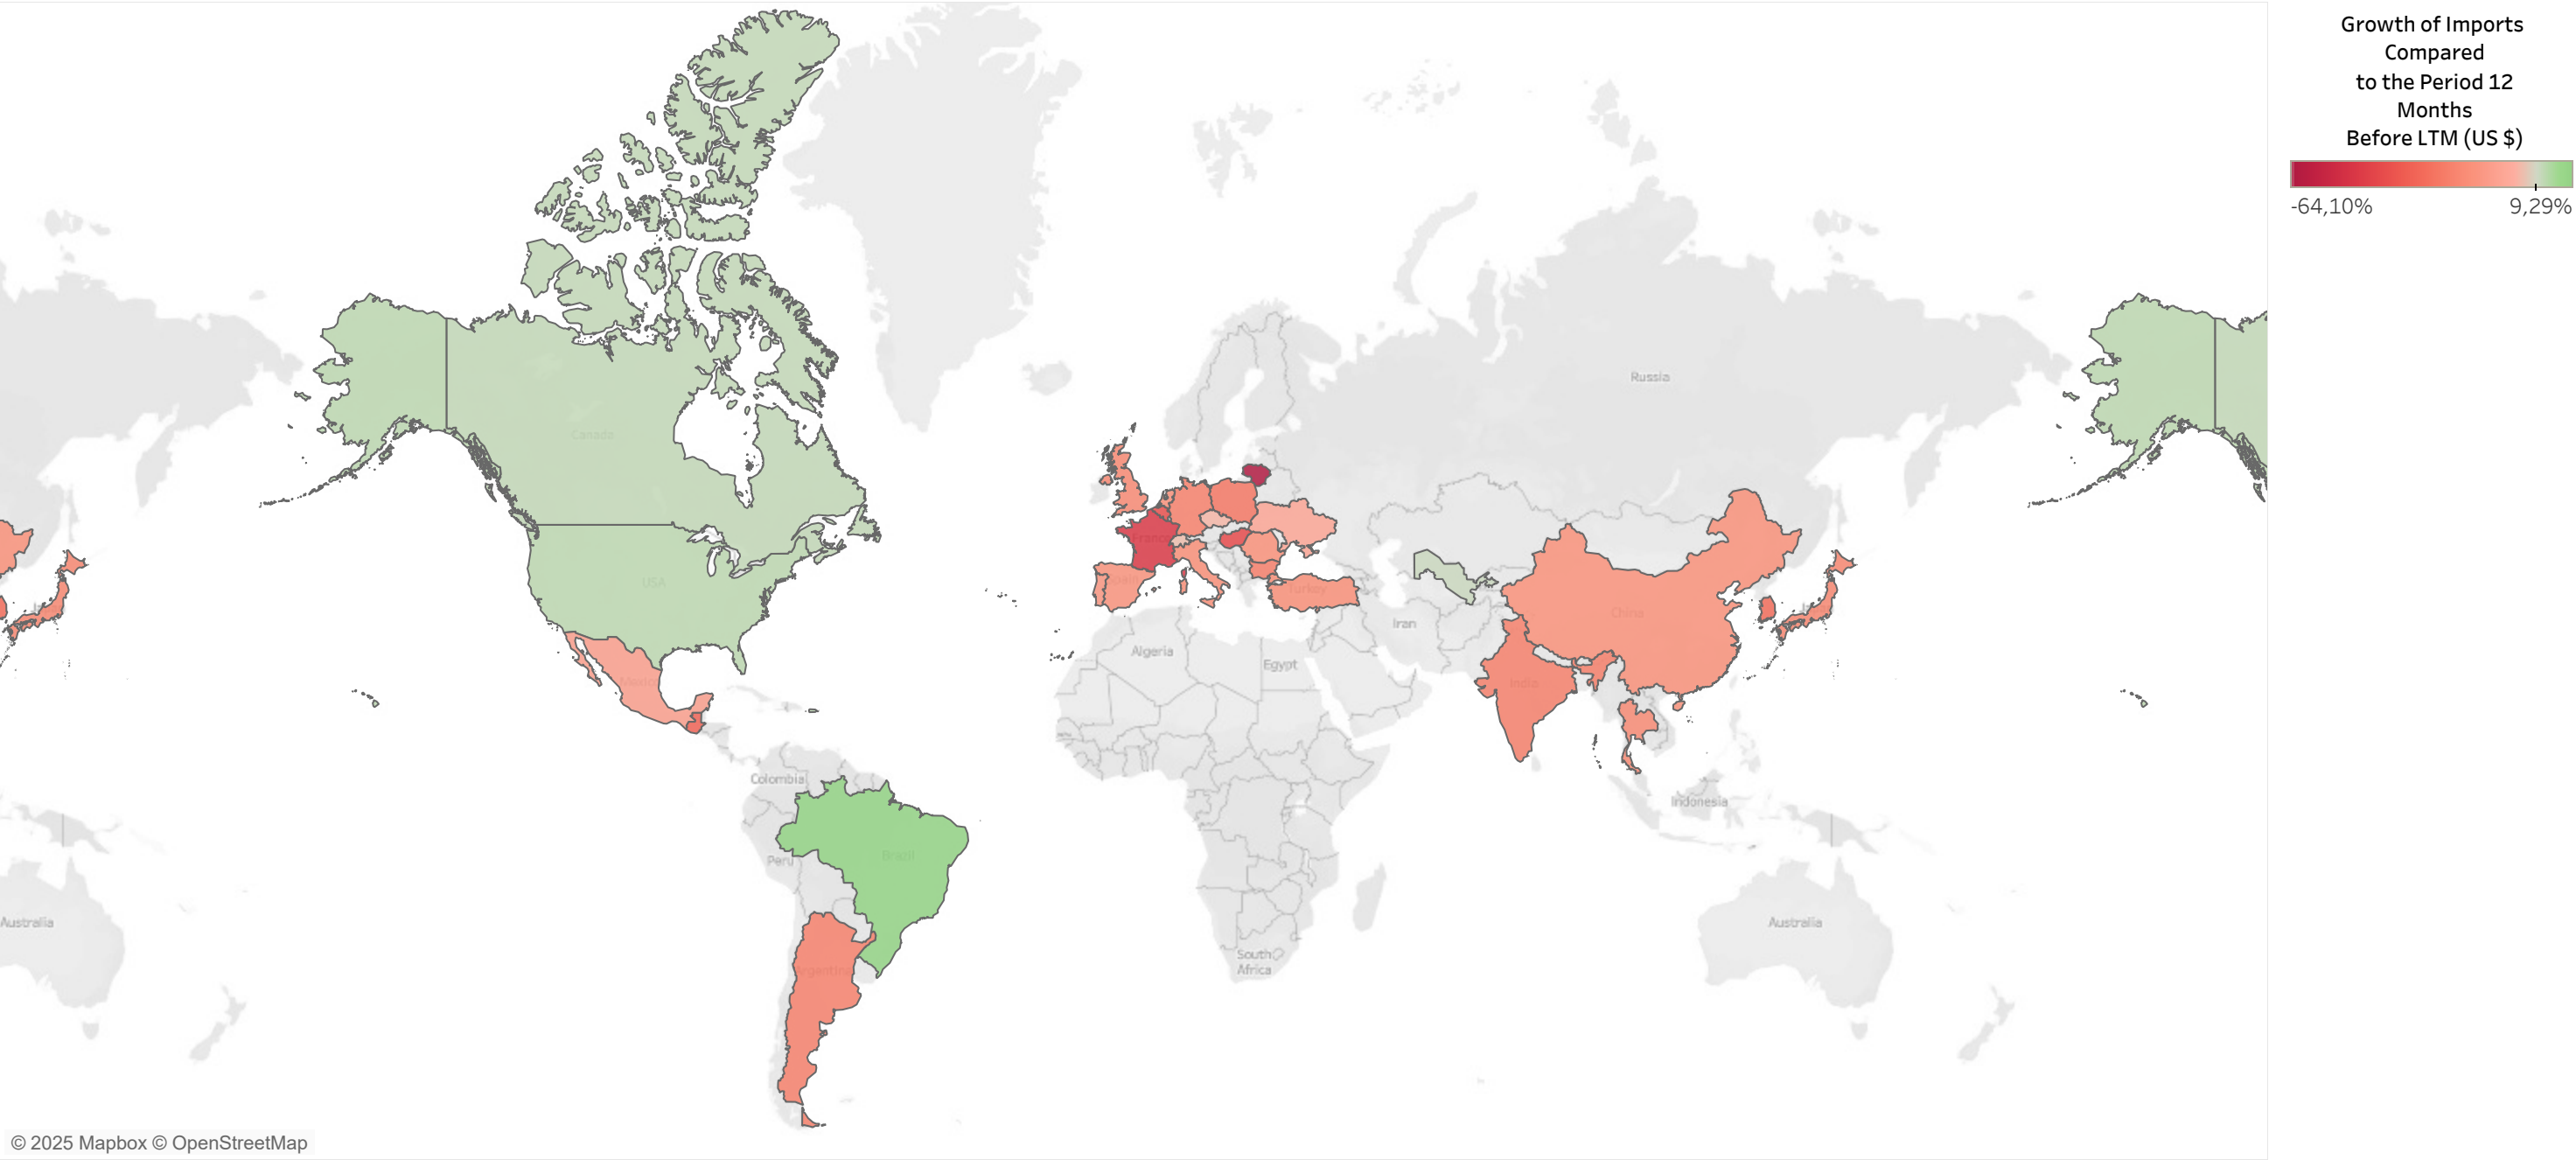 Growth of Imports
Compared
to the Period 12
Months
Before LTM (US $)
-64,10%
9,29%
Russia
Canada
USA
France
Spain
Turkey
China
Iran
Algeria
Egypt
India
Mexico
Colombia
Indonesia
Brazil
Peru
Australia
Australia
South
Africa
Argentina
© 2025 Mapbox © OpenStreetMap